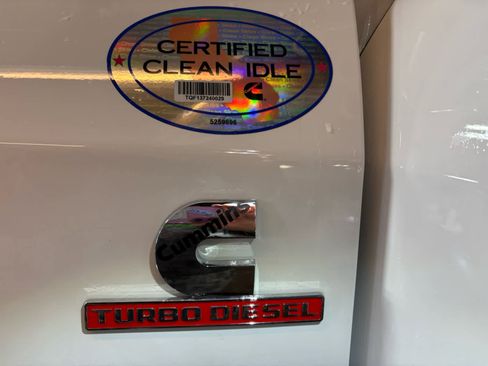 CERTIFIED
CLEAN IDLE
TQF137240029
5259696
Cummins
TURBO DIESEL